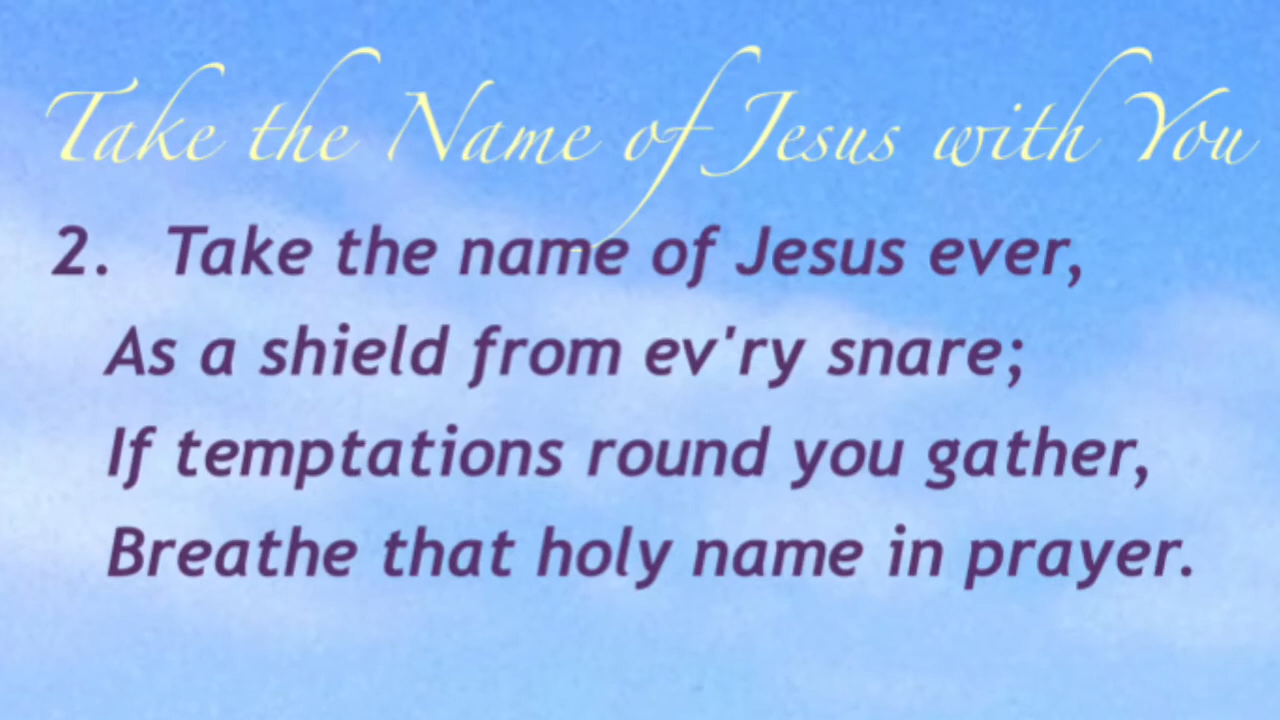 Take the Name of Jesus with You
2. Take the name of Jesus ever,
As a shield from ev'ry snare;
If temptations round you gather,
Breathe that holy name in prayer.